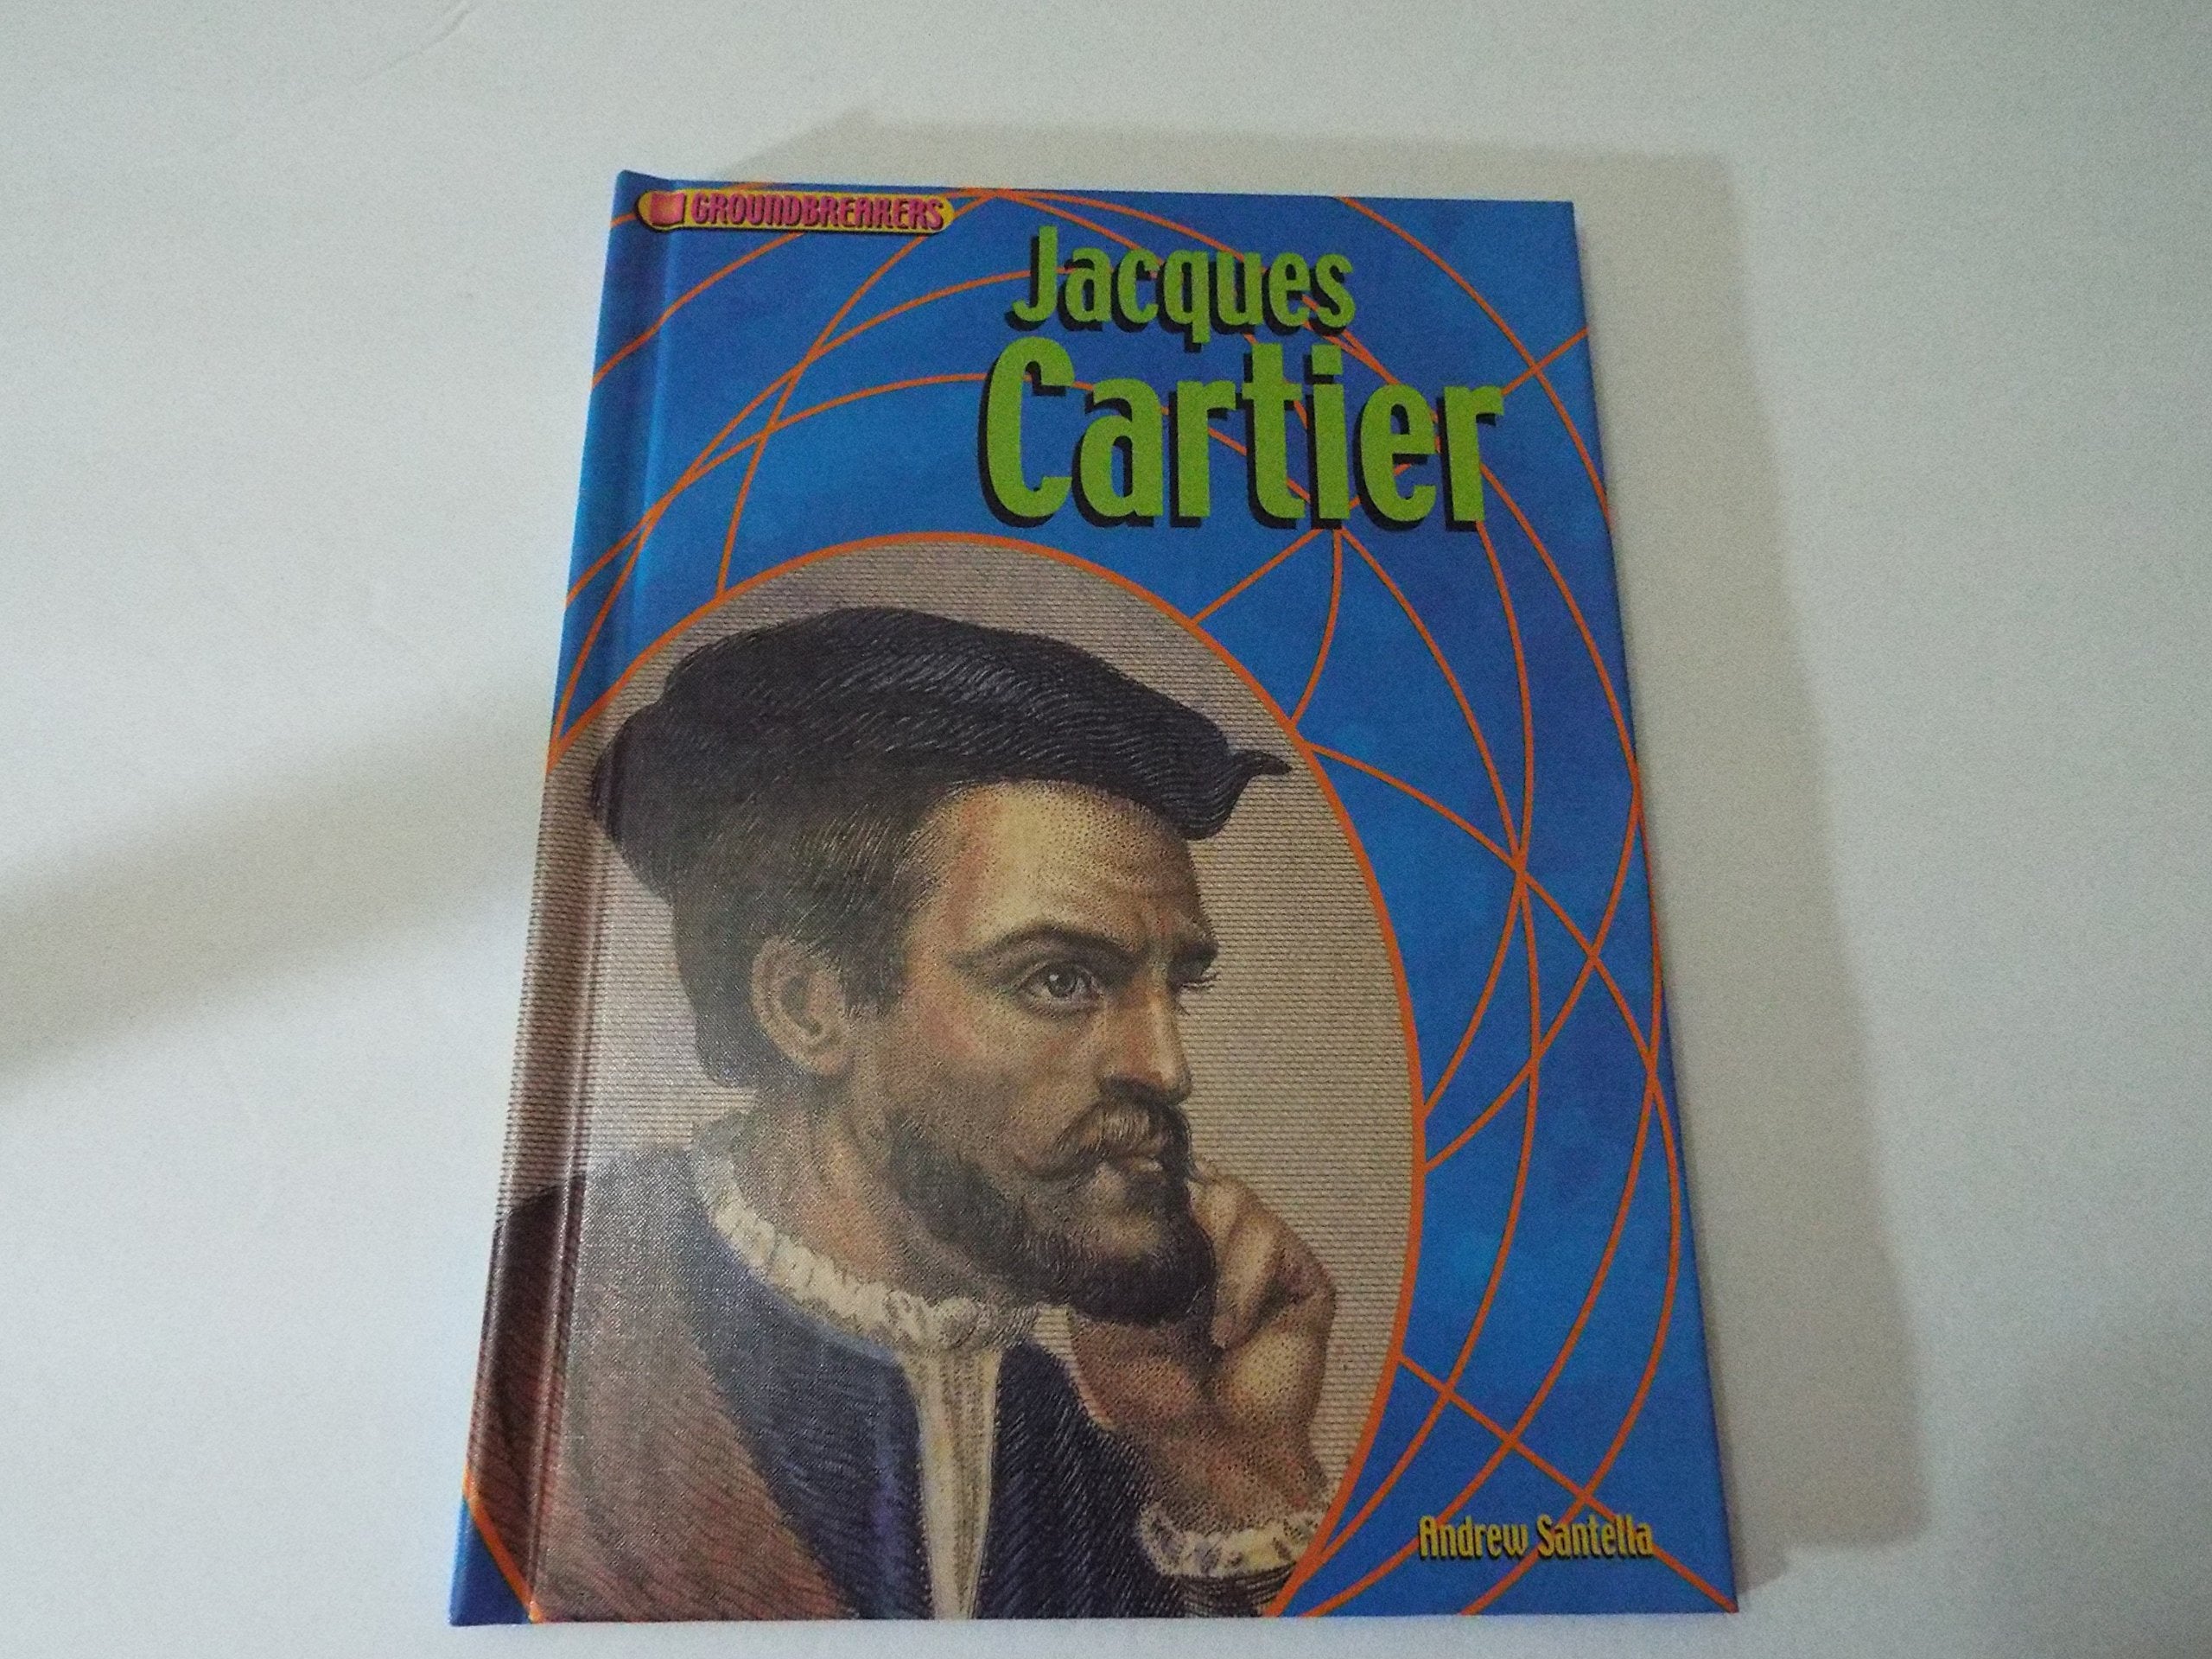 GROUNDBREAKERS
Jacques
Cartier
Andrew Santella